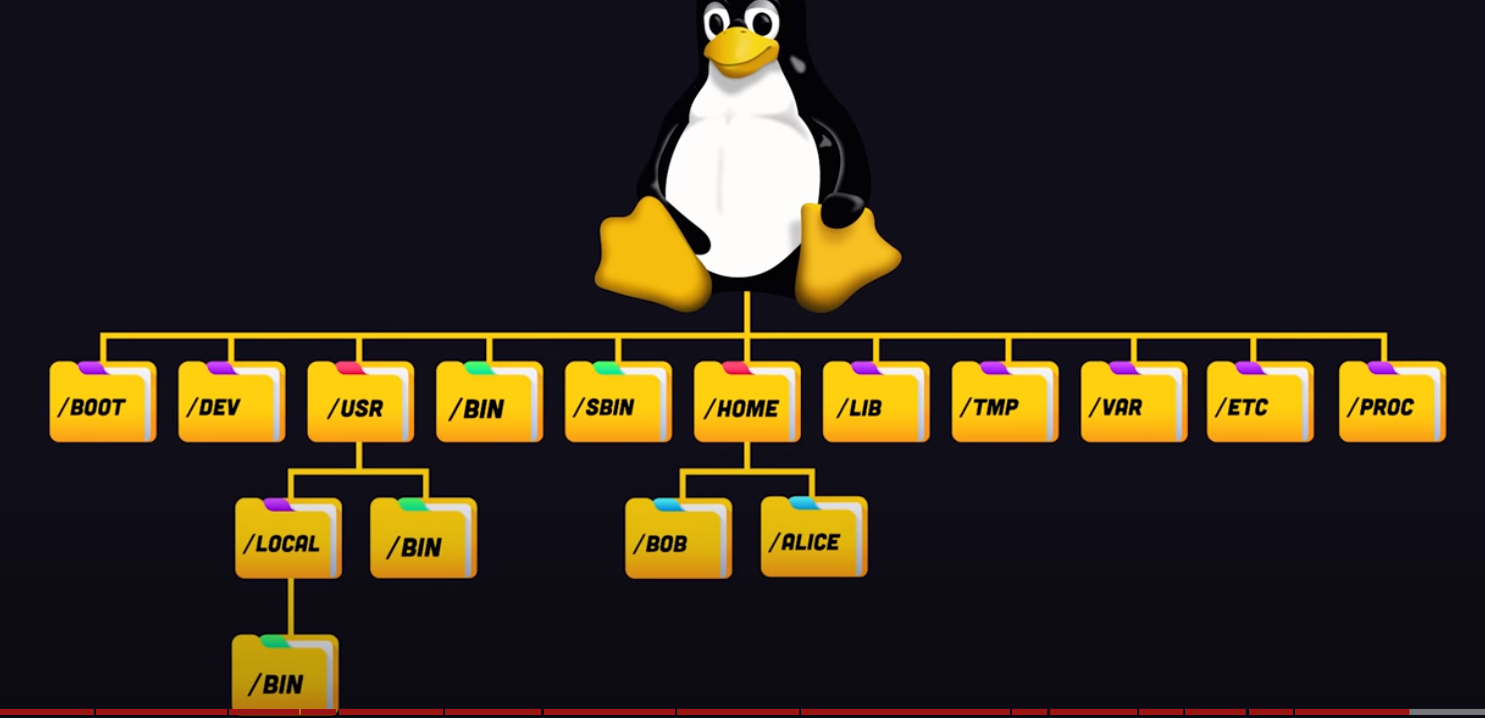 /BOOT
/DEV
/USR
/BIN
/SBIN
/HOME
/LIB
/TMP
/VAR
/ETC
/PROC
/LOCAL
/BIN
/BOB
/ALICE
/BIN